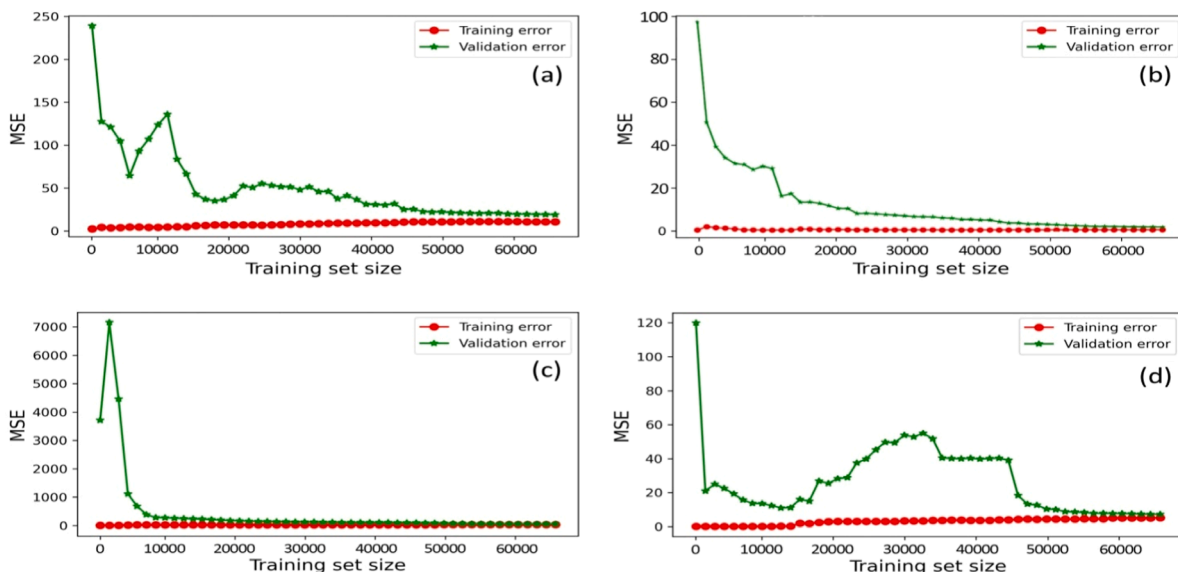 250
200
150
100
50
0
MSE
Training error
Validation error
(a)
0 10000 20000 30000 40000 50000 60000
Training set size
100
80
60
40
20
0
MSE
Training error
Validation error
(b)
0 10000 20000 30000 40000 50000 60000
Training set size
7000
6000
5000
4000
3000
2000
1000
0
MSE
Training error
Validation error
(c)
0 10000 20000 30000 40000 50000 60000
Training set size
120
100
80
60
40
20
0
MSE
Training error
Validation error
(d)
0 10000 20000 30000 40000 50000 60000
Training set size